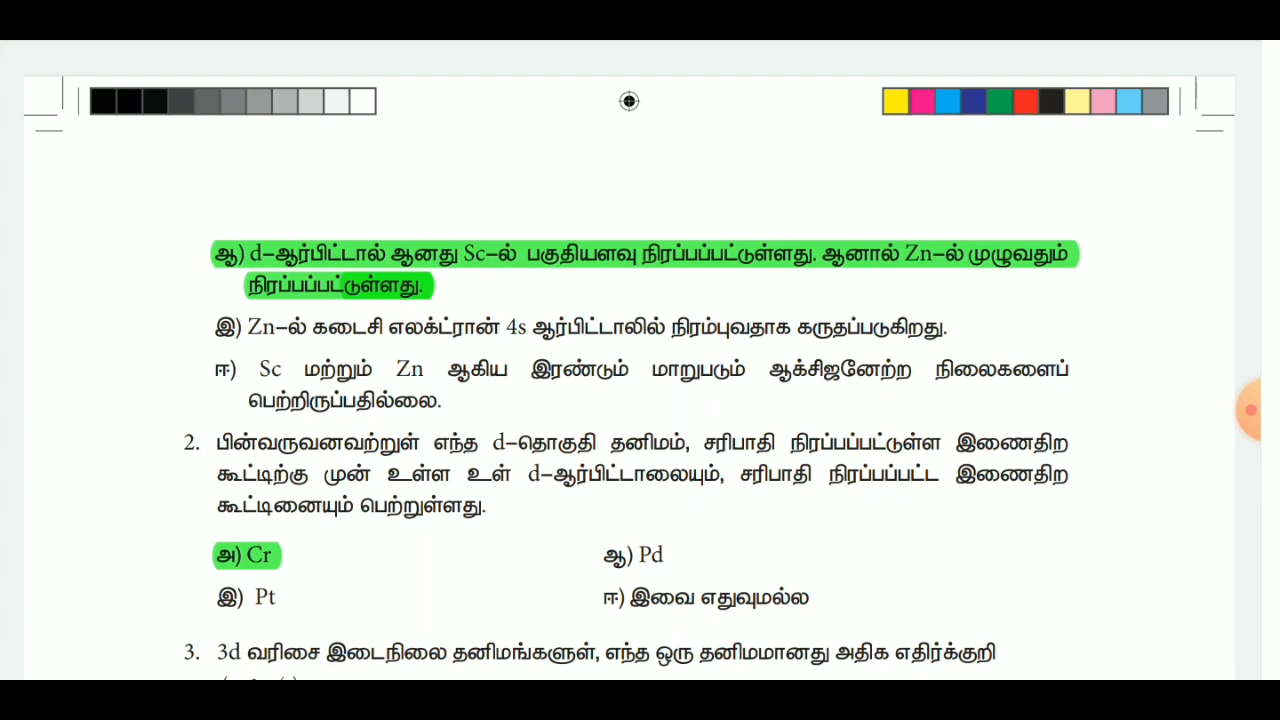 ஆ) d–ஆர்பிட்டால் ஆனது Sc–ல் பகுதியளவு நிரப்பப்பட்டுள்ளது. ஆனால் Zn–ல் முழுவதும்
நிரப்பப்பட்டுள்ளது.
இ) Zn–ல் கடைசி எலக்ட்ரான் 4s ஆர்பிட்டாலில் நிரம்புவதாக கருதப்படுகிறது.
ஈ) Sc மற்றும் Zn ஆகிய இரண்டும் மாறுபடும் ஆக்சிஜனேற்ற நிலைகளைப்
பெற்றிருப்பதில்லை.
2. பின்வருவனவற்றுள் எந்த d–தொகுதி தனிமம், சரிபாதி நிரப்பப்பட்டுள்ள இணைதிற
கூட்டிற்கு முன் உள்ள உள் d–ஆர்பிட்டாலையும், சரிபாதி நிரப்பப்பட்ட இணைதிற
கூட்டினையும் பெற்றுள்ளது.
அ) Cr ஆ) Pd
இ) Pt ஈ) இவை எதுவுமல்ல
3. 3d வரிசை இடைநிலை தனிமங்களுள், எந்த ஒரு தனிமமானது அதிக எதிர்க்குறி